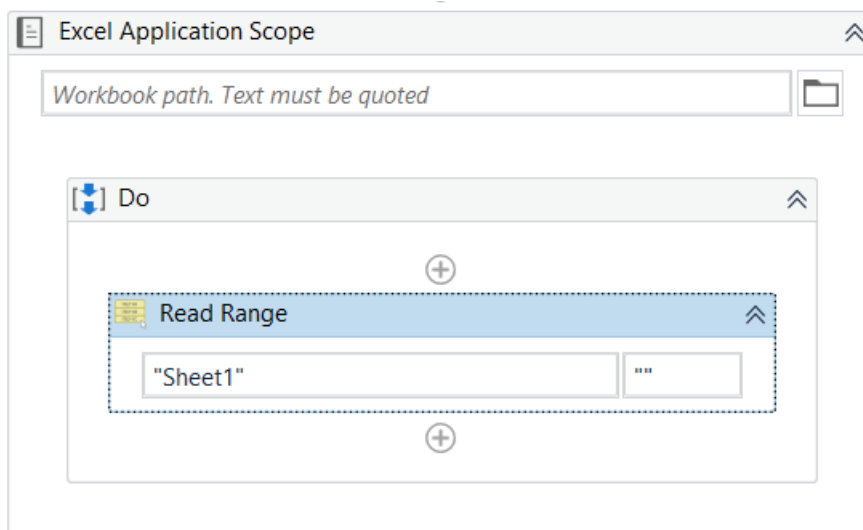 Excel Application Scope
Workbook path. Text must be quoted
Do
Read Range
"Sheet1" ""